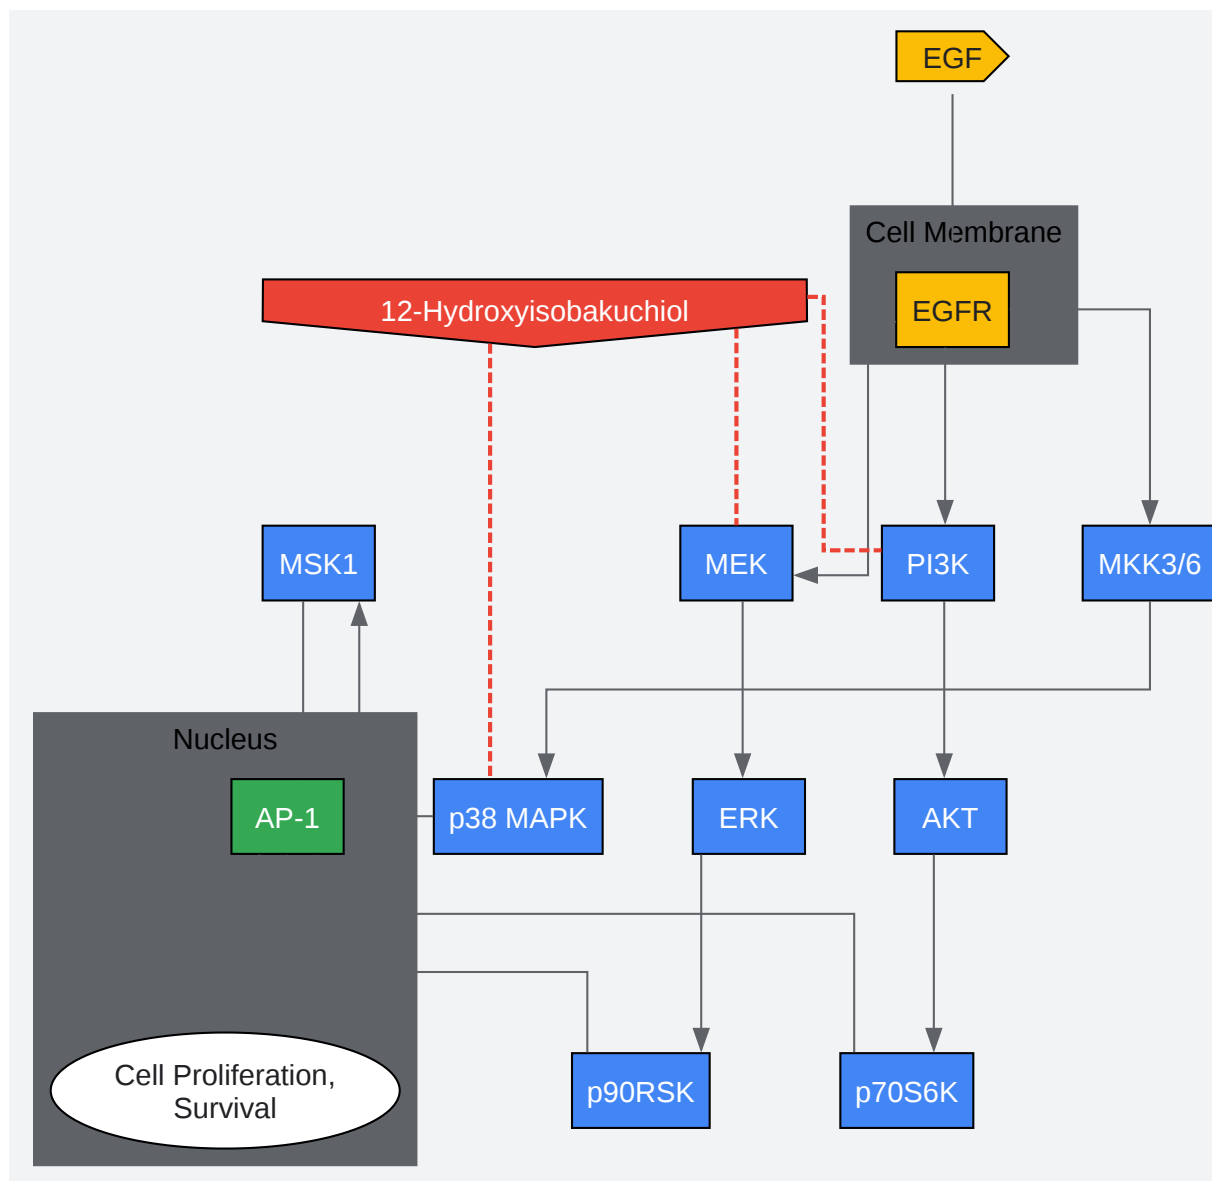 EGF
Cell Membrane
EGFR
12-Hydroxyisobakuchiol
MSK1
MEK
PI3K
MKK3/6
Nucleus
AP-1
p38 MAPK
ERK
AKT
Cell Proliferation,
Survival
p90RSK
p70S6K